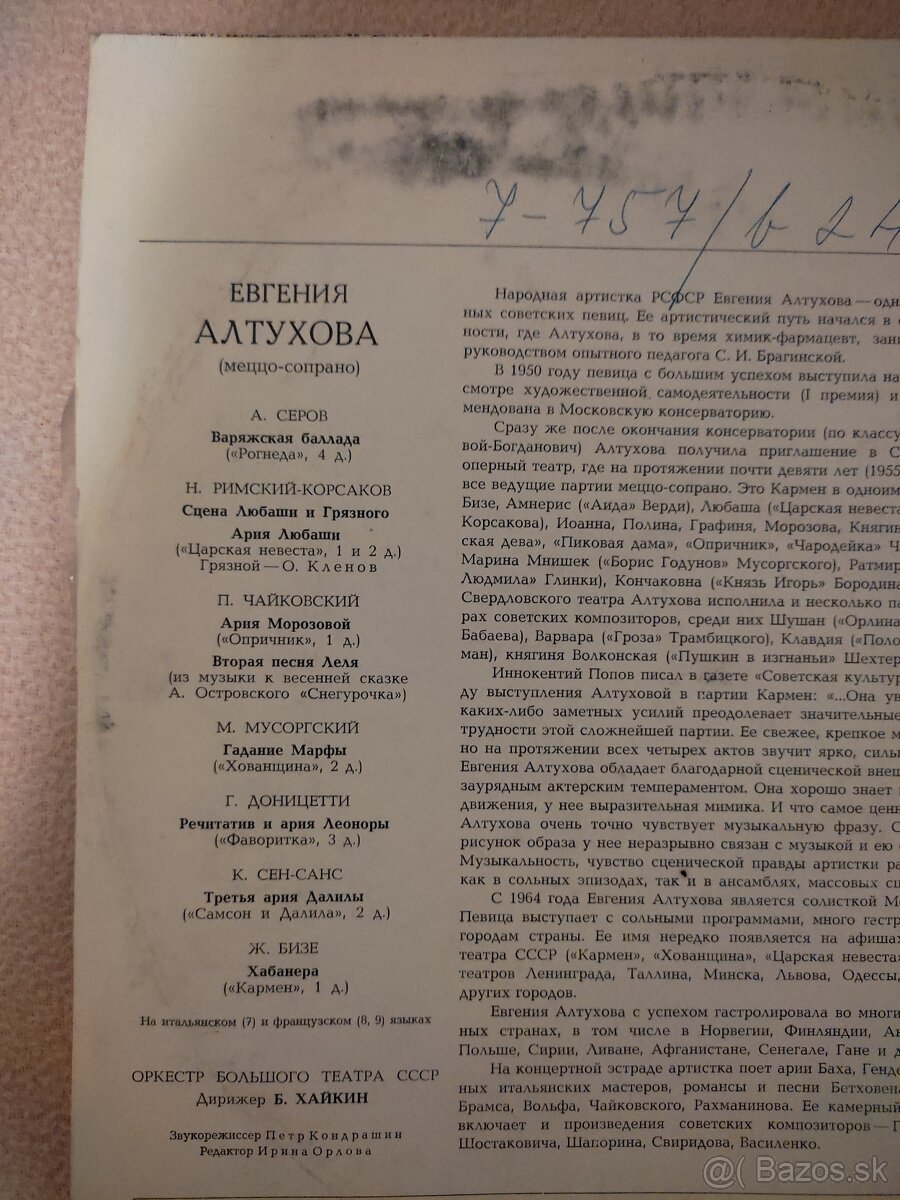 7-757/в 2н
ЕВГЕНИЯ
АЛТУХОВА
(меццо-сопрано)
А. СЕРОВ
Варяжская баллада
(«Рогнеда», 4 д.)
Н. РИМСКИЙ-КОРСАКОВ
Сцена Любаши и Грязного
Ария Любаши
(«Царская невеста», 1 и 2 д.)
Грязной — О. Кленов
П. ЧАЙКОВСКИЙ
Ария Морозовой
(«Опричник», 1 д.)
Вторая песня Леля
(из музыки к весенней сказке
А. Островского «Снегурочка»)
М. МУСОРГСКИЙ
Гадание Марфы
(«Хованщина», 2 д.)
Г. ДОНИЦЕТТИ
Речитатив и ария Леоноры
(«Фаворитка», 3 д.)
К. СЕН-САНС
Третья ария Далилы
(«Самсон и Далила», 2 д.)
Ж. БИЗЕ
Хабанера
(«Кармен», 1 д.)
На итальянском (7) и французском (8, 9) языках
ОРКЕСТР БОЛЬШОГО ТЕАТРА СССР
Дирижер Б. ХАЙКИН
Звукорежиссер Петр Кондрашин
Редактор Ирина Орлова
Народная артистка РСФСР Евгения Алтухова — одн
ных советских певиц. Ее артистический путь начался в
ности, где Алтухова, в то время химик-фармацевт, зани
руководством опытного педагога С. И. Брагинской.
В 1950 году певица с большим успехом выступила на
смотре художественной самодеятельности (I премия) и
мендована в Московскую консерваторию.
Сразу же после окончания консерватории (по классу
вой-Богданович) Алтухова получила приглашение в С
оперный театр, где на протяжении почти девяти лет (1955
все ведущие партии меццо-сопрано. Это Кармен в одноим
Бизе, Амнерис («Аида» Верди), Любаша («Царская невеста
Корсакова), Иоанна, Полина, Графиня, Морозова, Княгин
ская дева», «Пиковая дама», «Опричник», «Чародейка» Ч
Марина Мнишек («Борис Годунов» Мусоргского), Ратмир
Людмила» Глинки), Кончаковна («Князь Игорь» Бородина
Свердловского театра Алтухова исполнила и несколько па
рах советских композиторов, среди них Шушан («Орлина
Бабаева), Варвара («Гроза» Трамбицкого), Клавдия («Поло
ман), княгиня Волконская («Пушкин в изгнаньи» Шехтер
Иннокентий Попов писал в газете «Советская культур
ду выступления Алтуховой в партии Кармен: «...Она ув
каких-либо заметных усилий преодолевает значительные
трудности этой сложнейшей партии. Ее свежее, крепкое м
но на протяжении всех четырех актов звучит ярко, силь
Евгения Алтухова обладает благодарной сценической внеш
заурядным актерским темпераментом. Она хорошо знает
движения, у нее выразительная мимика. И что самое ценн
Алтухова очень точно чувствует музыкальную фразу. С
рисунок образа у нее неразрывно связан с музыкой и ею
Музыкальность, чувство сценической правды артистки ра
как в сольных эпизодах, так и в ансамблях, массовых сц
С 1964 года Евгения Алтухова является солисткой Мо
Певица выступает с сольными программами, много гастр
городам страны. Ее имя нередко появляется на афишах
театра СССР («Кармен», «Хованщина», «Царская невеста»
театров Ленинграда, Таллина, Минска, Львова, Одессы,
других городов.
Евгения Алтухова с успехом гастролировала во многи
ных странах, в том числе в Норвегии, Финляндии, Ан
Польше, Сирии, Ливане, Афганистане, Сенегале, Гане и д
На концертной эстраде артистка поет арии Баха, Генде
ных итальянских мастеров, романсы и песни Бетховен
Брамса, Вольфа, Чайковского, Рахманинова. Ее камерный
включает и произведения советских композиторов — П
Шостаковича, Шапорина, Свиридова, Василенко.
@( Bazos.sk